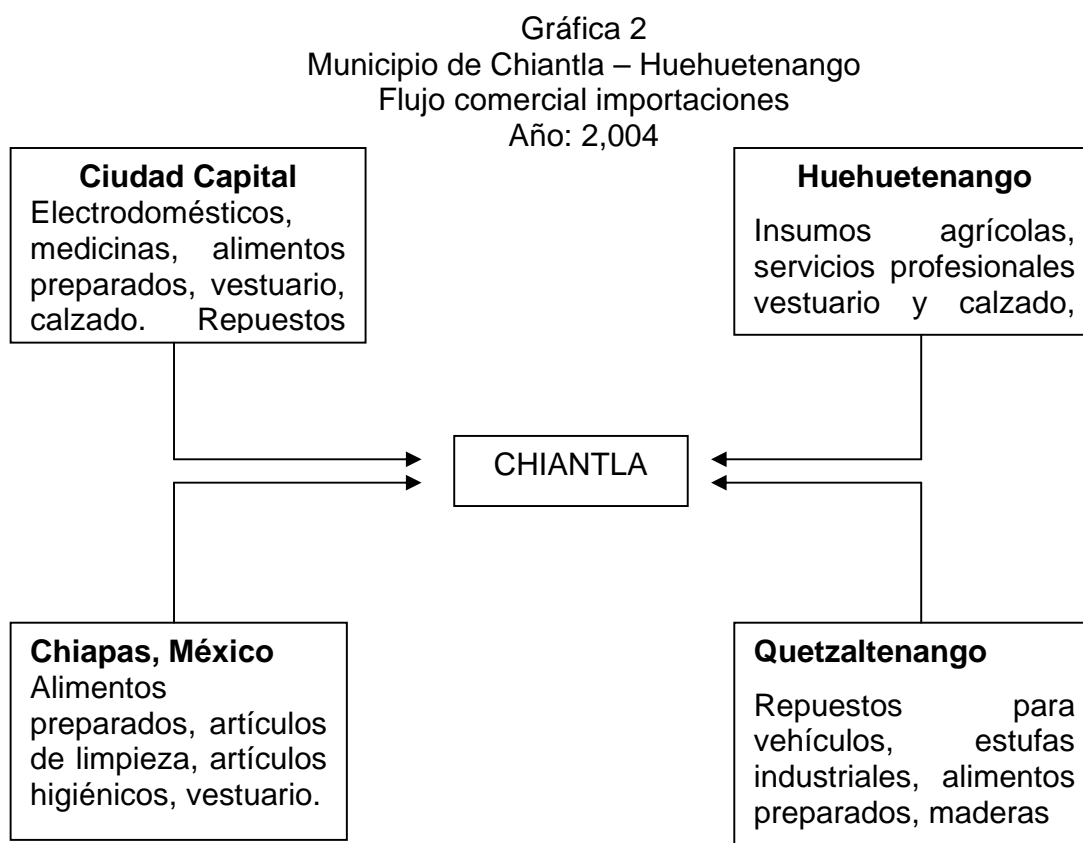 Gráfica 2
Municipio de Chiantla – Huehuetenango
Flujo comercial importaciones
Año: 2,004
Ciudad Capital
Electrodomésticos,
medicinas, alimentos
preparados, vestuario,
calzado. Repuestos
Huehuetenango
Insumos agrícolas,
servicios profesionales
vestuario y calzado,
CHIANTLA
Chiapas, México
Alimentos
preparados, artículos
de limpieza, artículos
higiénicos, vestuario.
Quetzaltenango
Repuestos para
vehículos, estufas
industriales, alimentos
preparados, maderas